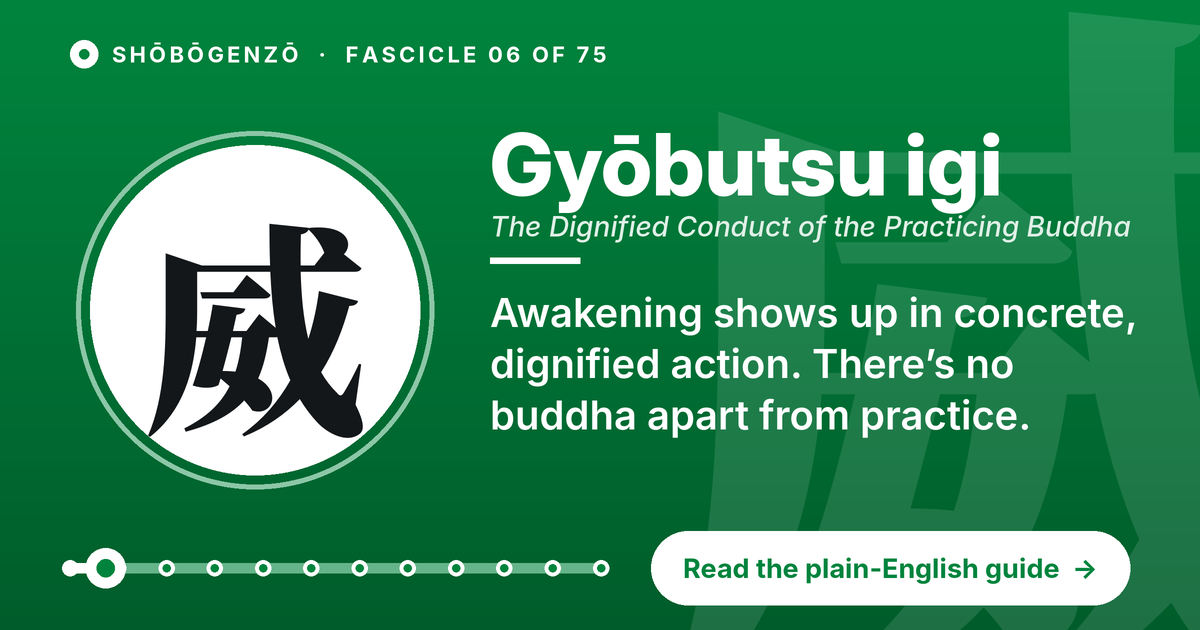 SHŌBŌGENZŌ · FASCICLE 06 OF 75
威
Gyōbutsu igi
The Dignified Conduct of the Practicing Buddha
Awakening shows up in concrete,
dignified action. There’s no
buddha apart from practice.
Read the plain-English guide →